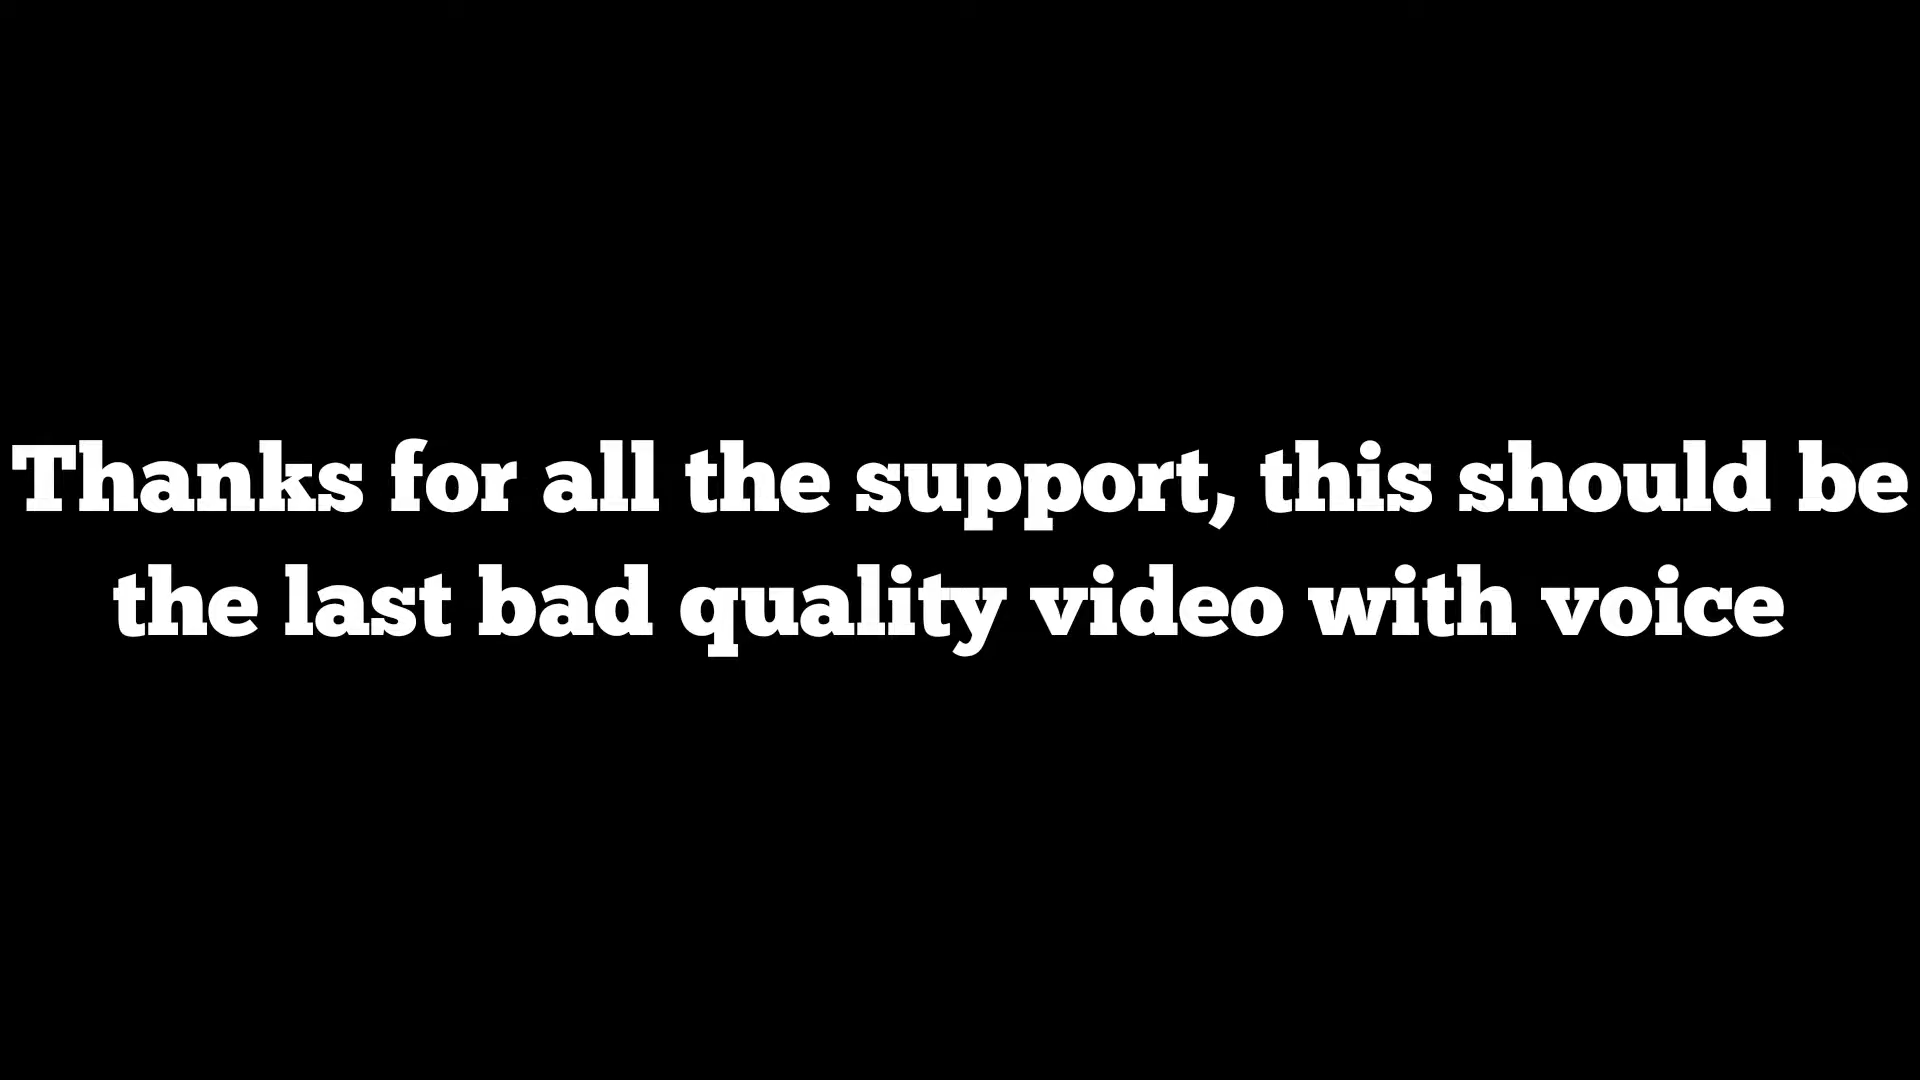 Thanks for all the support, this should be
the last bad quality video with voice